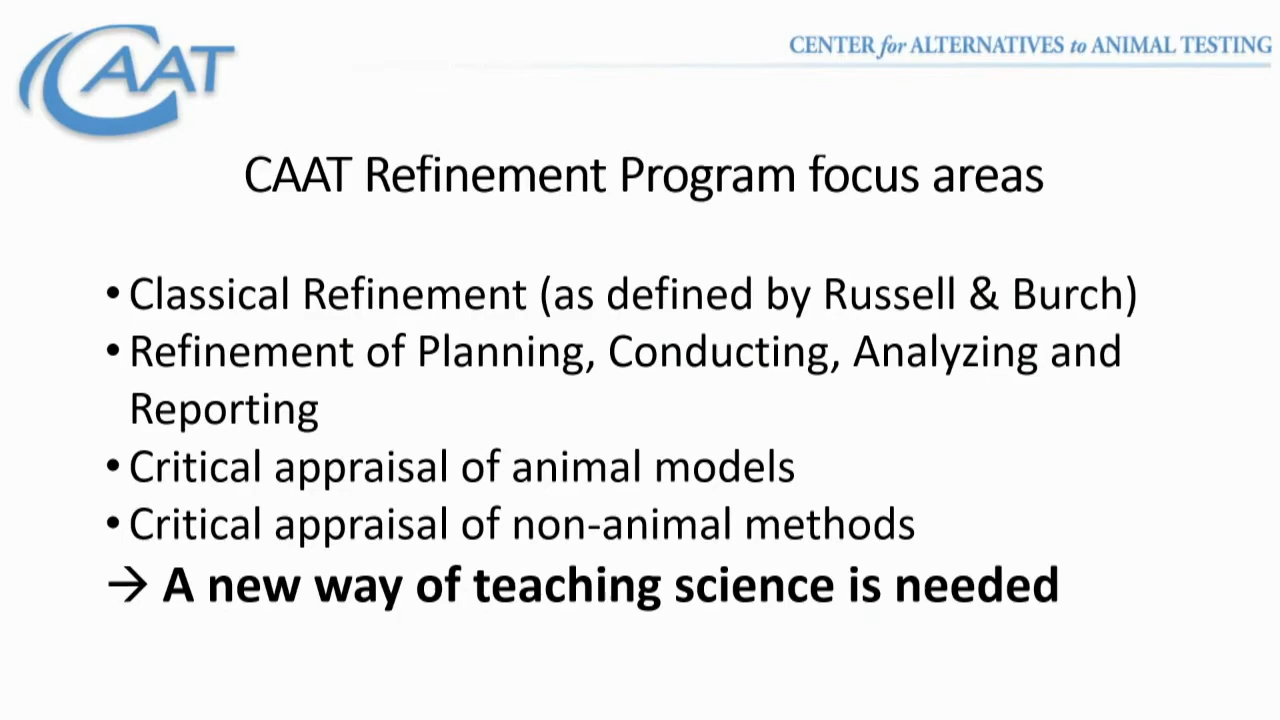 CAAT
CENTER for ALTERNATIVES to ANIMAL TESTING
CAAT Refinement Program focus areas
• Classical Refinement (as defined by Russell & Burch)
• Refinement of Planning, Conducting, Analyzing and
Reporting
• Critical appraisal of animal models
• Critical appraisal of non-animal methods
→ A new way of teaching science is needed